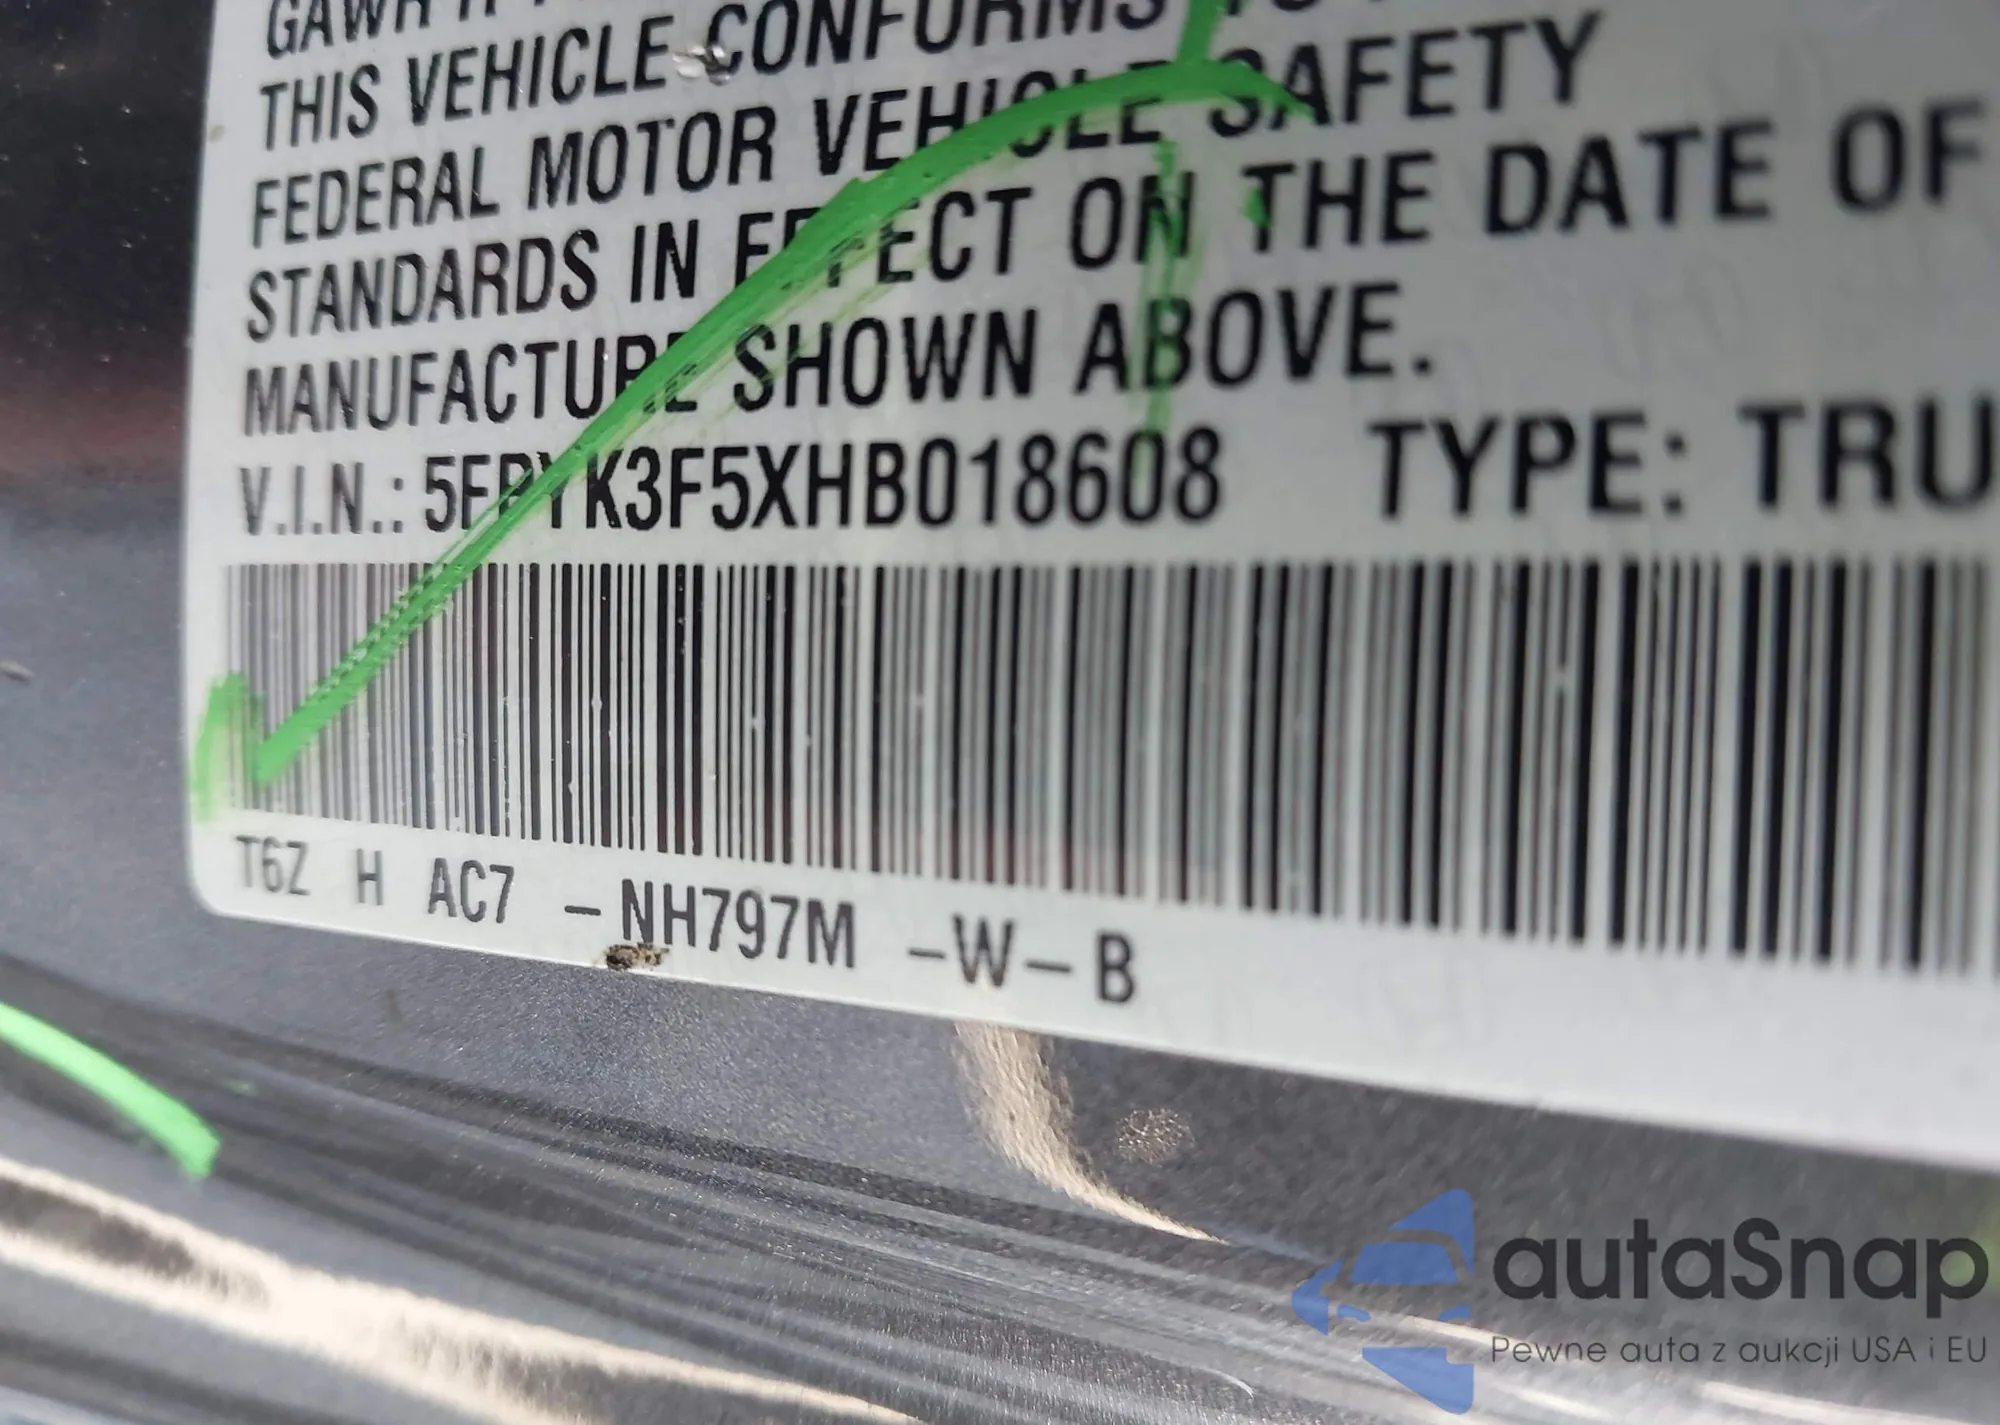 THIS VEHICLE CONFORMS TO
FEDERAL MOTOR VEHICLE SAFETY
STANDARDS IN EFFECT ON THE DATE OF
MANUFACTURE SHOWN ABOVE.
V.I.N.: 5FPYK3F5XHB018608 TYPE: TRU
T6Z H AC7 -NH797M -W-B
autaSnap
Pewne auta z aukcji USA i EU